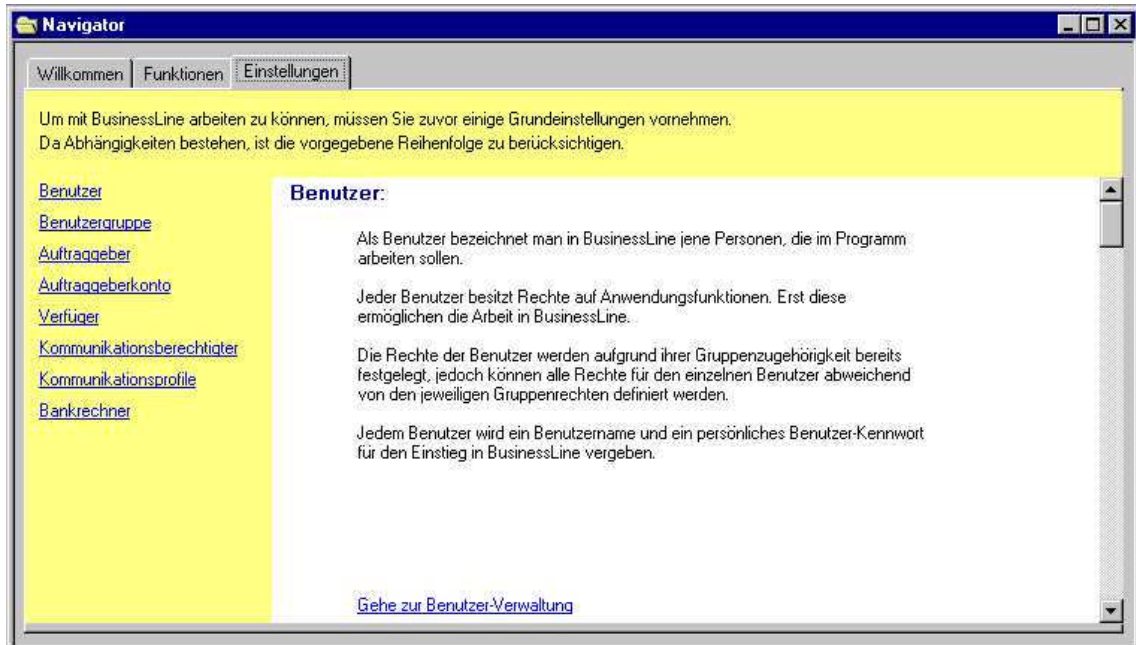 Navigator
Willkommen
Funktionen
Einstellungen
Um mit BusinessLine arbeiten zu können, müssen Sie zuvor einige Grundeinstellungen vornehmen.
Da Abhängigkeiten bestehen, ist die vorgegebene Reihenfolge zu berücksichtigen.
Benutzer
Benutzergruppe
Auftraggeber
Auftraggeberkonto
Verfüger
Kommunikationsberechtigter
Kommunikationsprofile
Bankrechner
Benutzer:
Als Benutzer bezeichnet man in BusinessLine jene Personen, die im Programm
arbeiten sollen.
Jeder Benutzer besitzt Rechte auf Anwendungsfunktionen. Erst diese
ermöglichen die Arbeit in BusinessLine.
Die Rechte der Benutzer werden aufgrund ihrer Gruppenzugehörigkeit bereits
festgelegt, jedoch können alle Rechte für den einzelnen Benutzer abweichend
von den jeweiligen Gruppenrechten definiert werden.
Jedem Benutzer wird ein Benutzername und ein persönliches Benutzer-Kennwort
für den Einstieg in BusinessLine vergeben.
Gehe zur Benutzer-Verwaltung